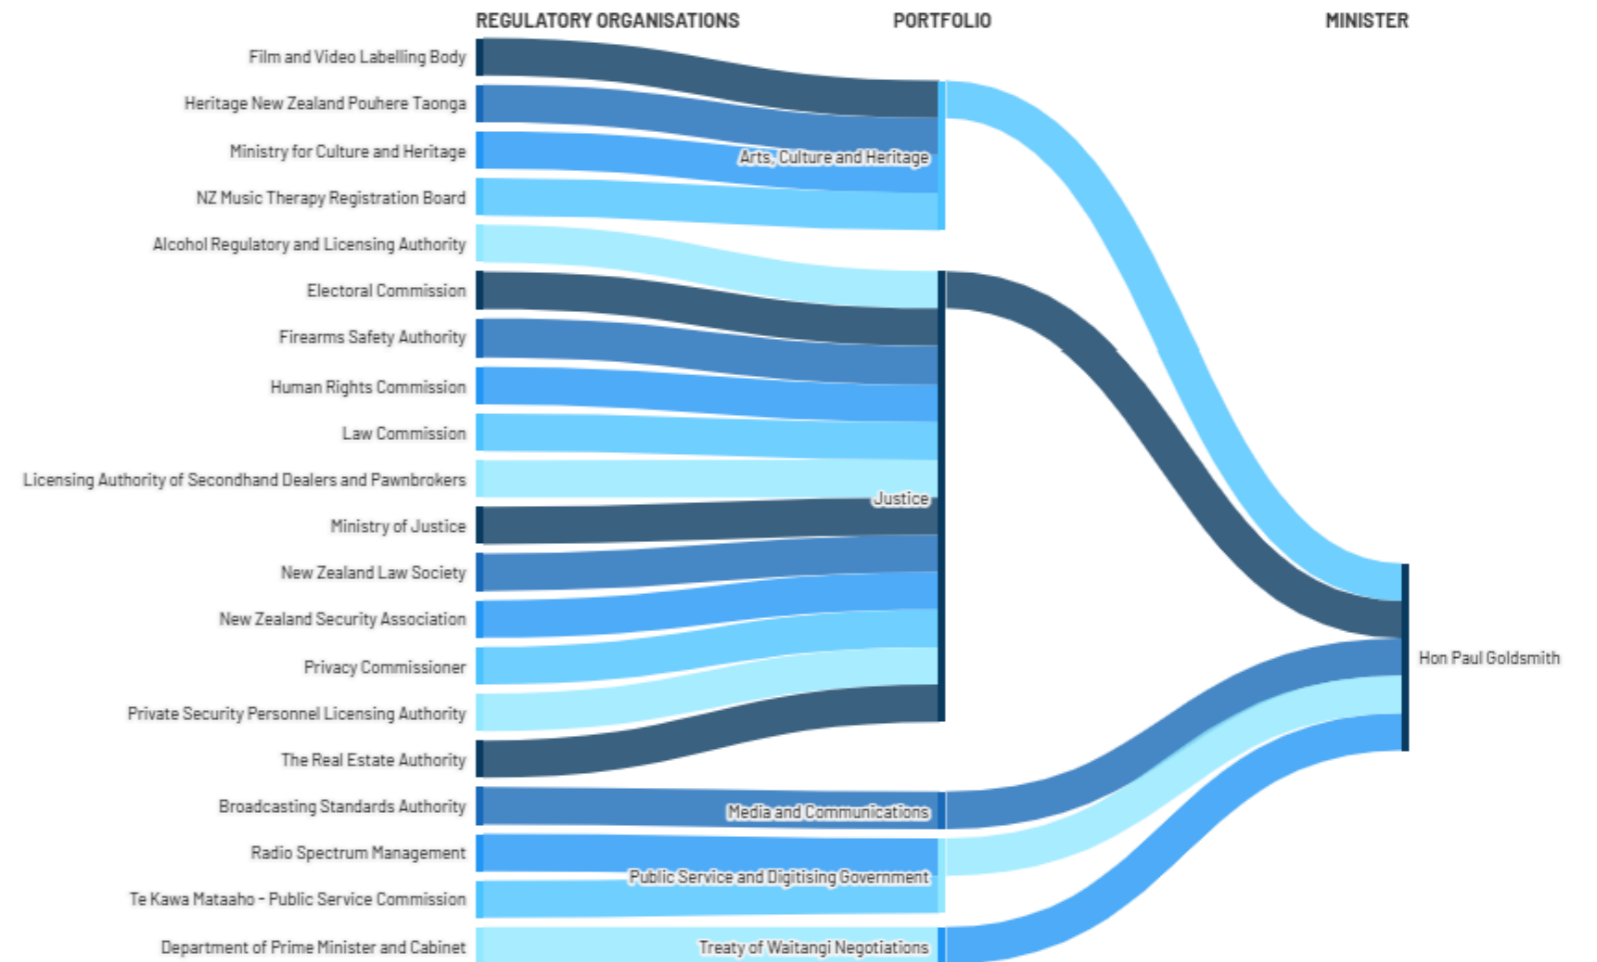 REGULATORY ORGANISATIONS
PORTFOLIO
MINISTER
Film and Video Labelling Body
Heritage New Zealand Pouhere Taonga
Ministry for Culture and Heritage
Arts, Culture and Heritage
NZ Music Therapy Registration Board
Alcohol Regulatory and Licensing Authority
Electoral Commission
Firearms Safety Authority
Human Rights Commission
Law Commission
Licensing Authority of Secondhand Dealers and Pawnbrokers
Justice
Ministry of Justice
New Zealand Law Society
New Zealand Security Association
Hon Paul Goldsmith
Privacy Commissioner
Private Security Personnel Licensing Authority
The Real Estate Authority
Broadcasting Standards Authority
Media and Communications
Radio Spectrum Management
Public Service and Digitising Government
Te Kawa Mataaho - Public Service Commission
Department of Prime Minister and Cabinet
Treaty of Waitangi Negotiations